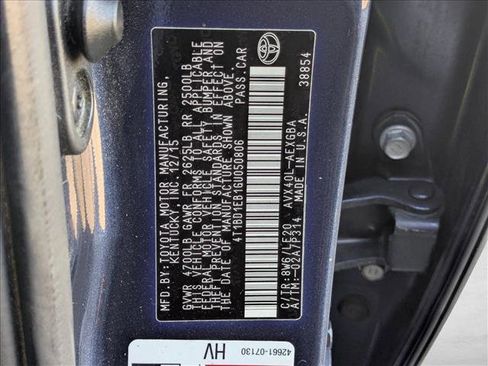 MFD.BY:TOYOTA MOTOR MANUFACTURING,
KENTUCKY, INC. 12/15
GVWR 4700LB GAWR FR 2625LB RR 2500LB
THIS VEHICLE CONFORMS TO ALL APPLICABLE
FEDERAL MOTOR VEHICLE SAFETY, BUMPER, AND
THEFT PREVENTION STANDARDS IN EFFECT ON
THE DATE OF MANUFACTURE SHOWN ABOVE.
4T1BD1EB1GU050806 PASS.CAR
C/TR:8W6/LE20 AVX40L-AEXGBA
A/TM:-02A/P314 MADE IN U.S.A.
38854
42661-07130
HV